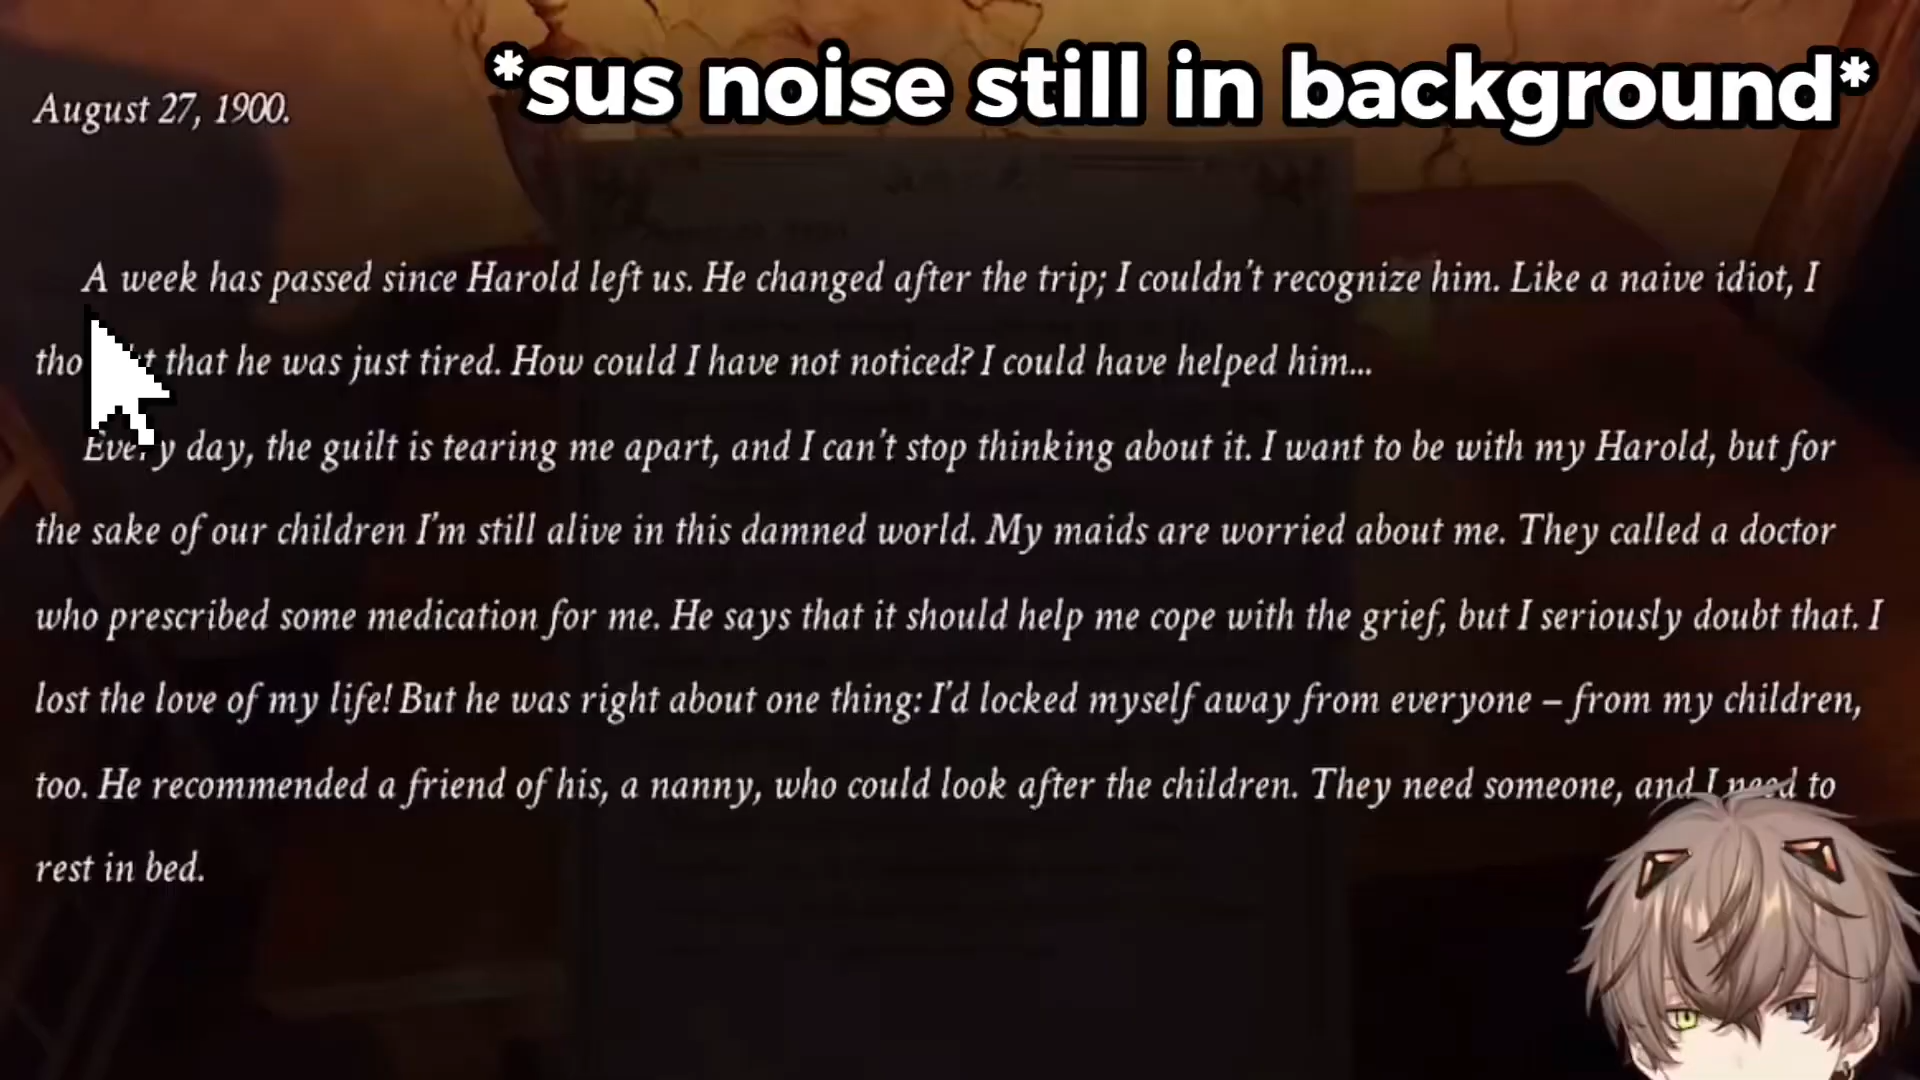 *sus noise still in background*
August 27, 1900.
A week has passed since Harold left us. He changed after the trip; I couldn't recognize him. Like a naive idiot, I
that he was just tired. How could I have not noticed? I could have helped him...
Every day, the guilt is tearing me apart, and I can't stop thinking about it. I want to be with my Harold, but for
the sake of our children I'm still alive in this damned world. My maids are worried about me. They called a doctor
who prescribed some medication for me. He says that it should help me cope with the grief, but I seriously doubt that. I
lost the love of my life! But he was right about one thing: I'd locked myself away from everyone – from my children,
too. He recommended a friend of his, a nanny, who could look after the children. They need someone, and I need to
rest in bed.